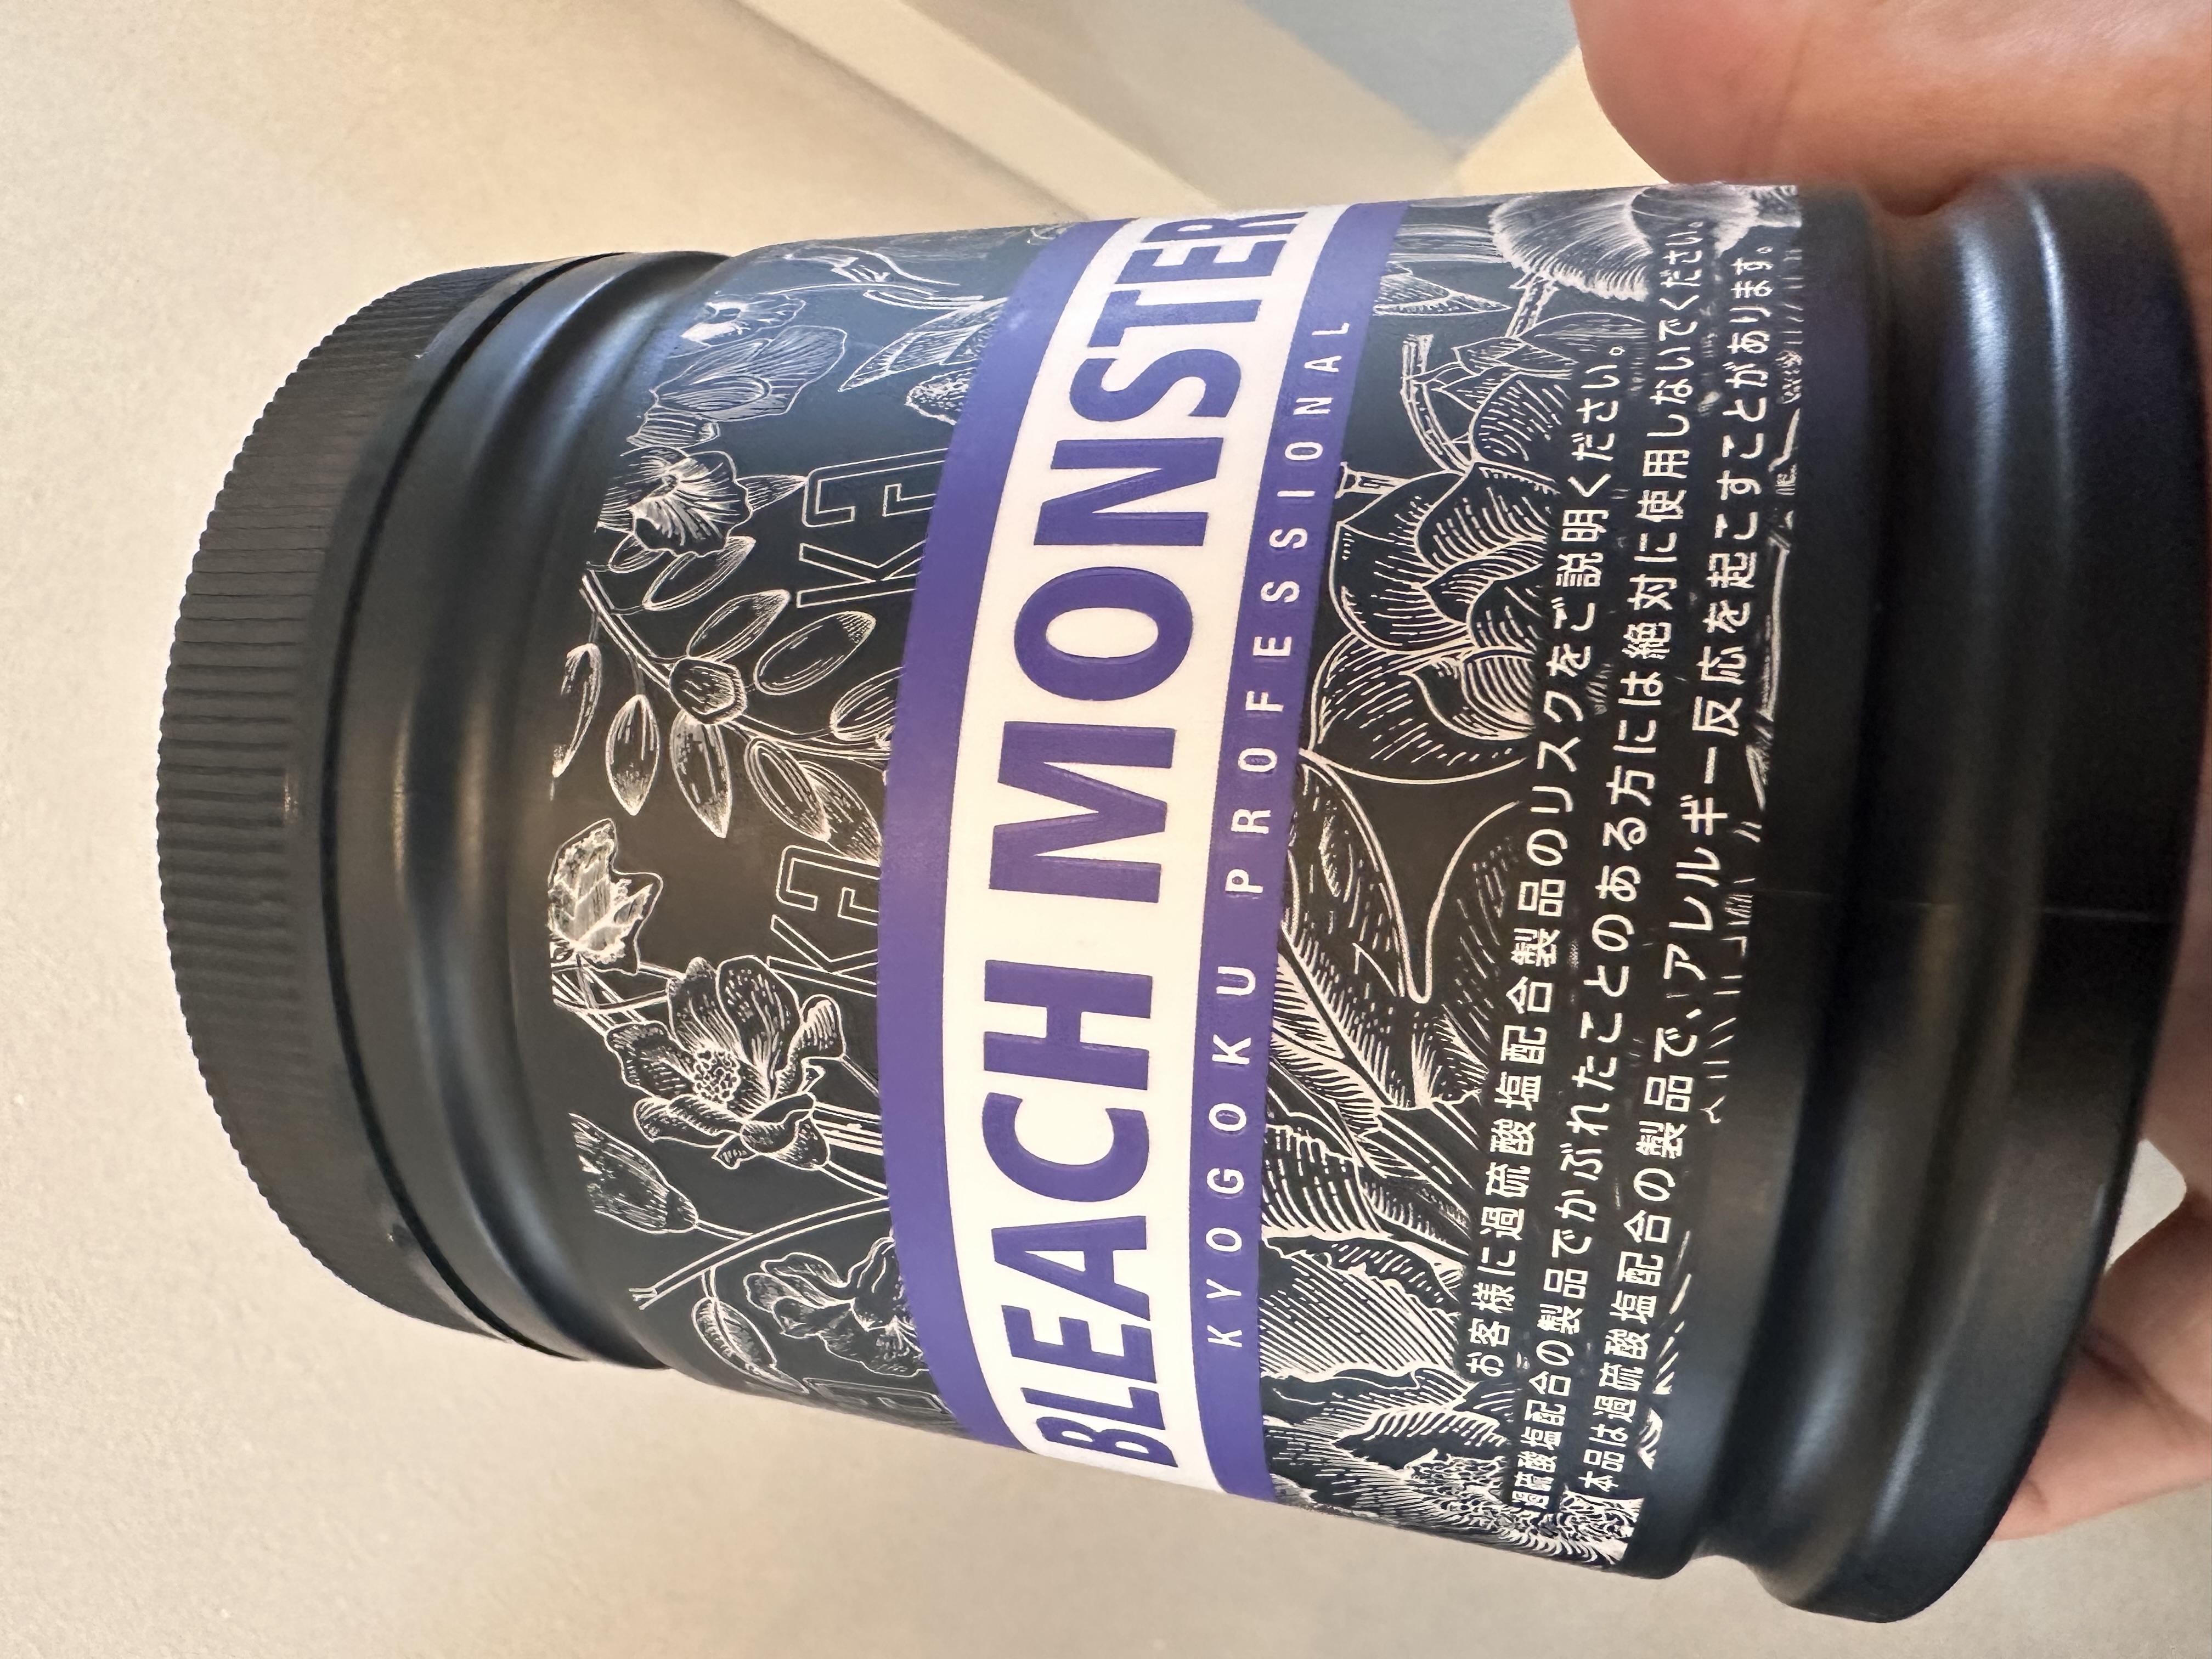 BLEACH MONSTER
KYOGOKU PROFESSIONAL
お客様に過硫酸塩配合製品のリスクをご説明ください。
過硫酸塩配合の製品でかぶれたことのある方には絶対に使用しないでください。
本品は過硫酸塩配合の製品で、アレルギー反応を起こすことがあります。